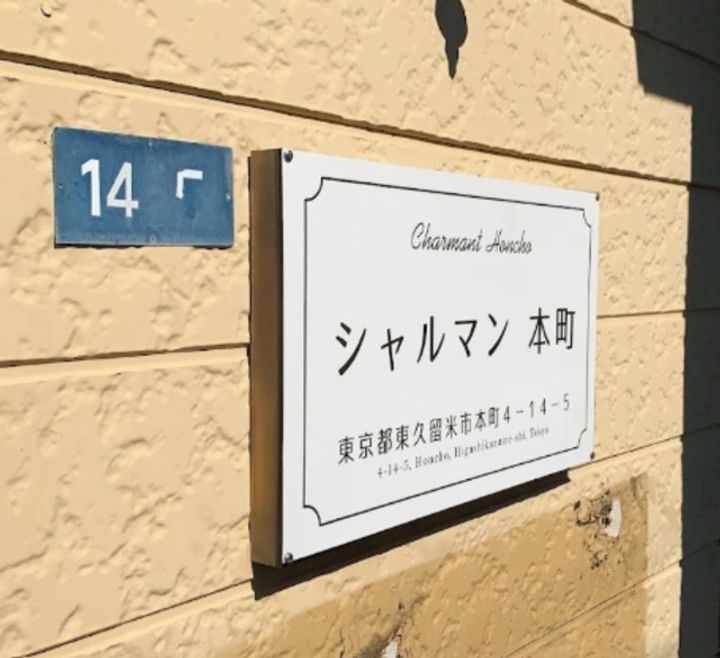 14
Charmant Honcho
シャルマン 本町
東京都東久留米市本町4-14-5
4-14-5, Honcho, Higashikurume-shi, Tokyo